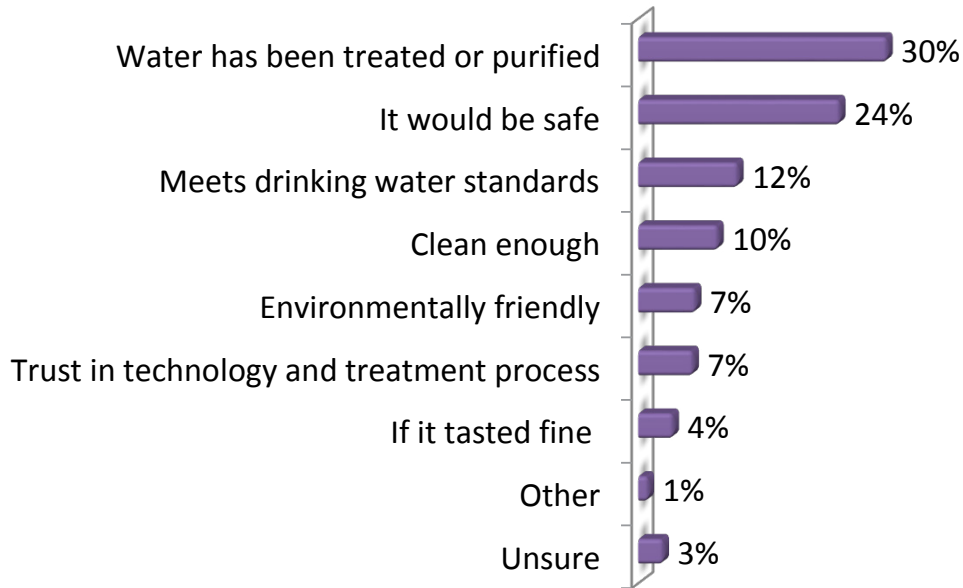 Water has been treated or purified 30%
It would be safe 24%
Meets drinking water standards 12%
Clean enough 10%
Environmentally friendly 7%
Trust in technology and treatment process 7%
If it tasted fine 4%
Other 1%
Unsure 3%